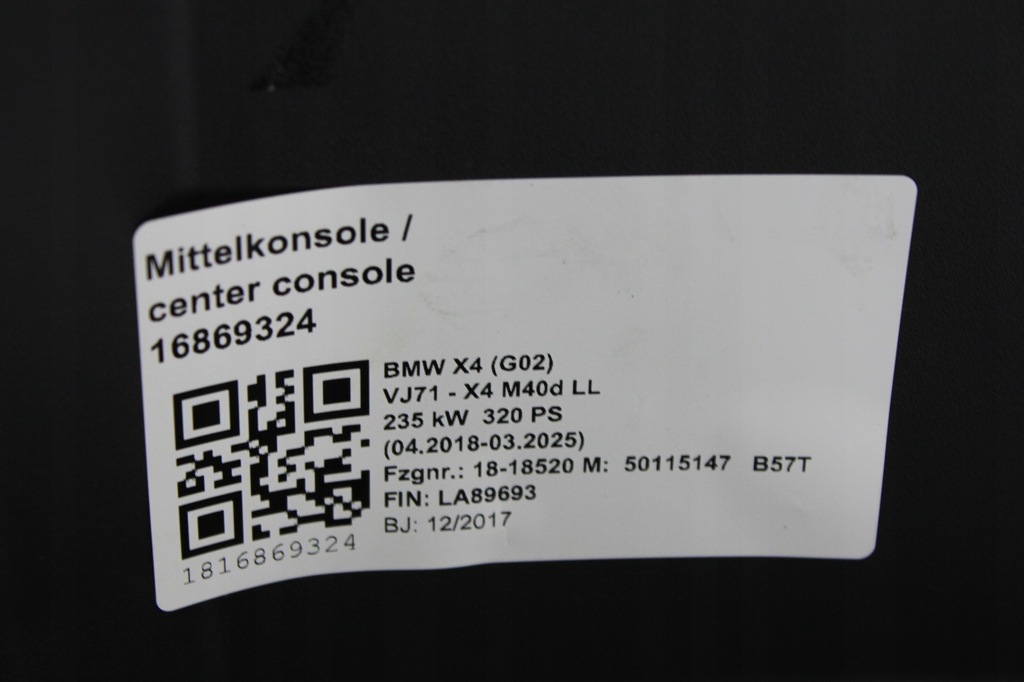 Mittelkonsole /
center console
16869324
BMW X4 (G02)
VJ71 - X4 M40d LL
235 kW 320 PS
(04.2018-03.2025)
Fzgnr.: 18-18520 M: 50115147 B57T
FIN: LA89693
BJ: 12/2017
1816869324